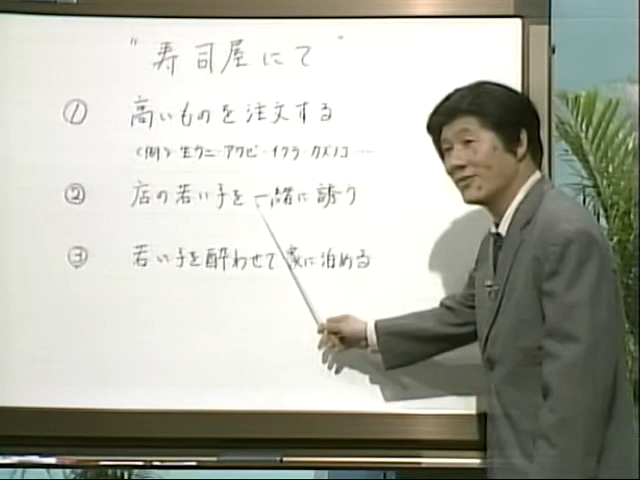 "寿司屋にて"
① 高いものを注文する
（例）生ウニ・アワビ・イクラ・カズノコ…
② 店の若い子を一緒に誘う
③ 若い子を酔わせて家に泊める